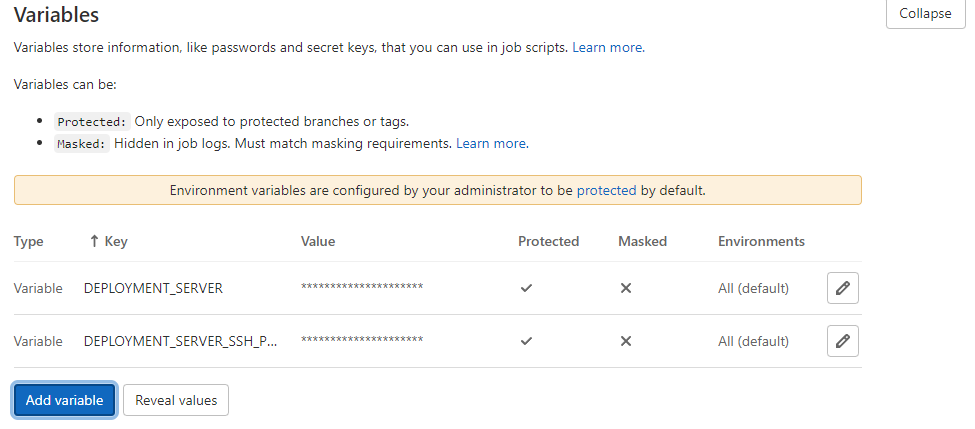 Variables
Collapse
Variables store information, like passwords and secret keys, that you can use in job scripts. Learn more.
Variables can be:
• Protected: Only exposed to protected branches or tags.
• Masked: Hidden in job logs. Must match masking requirements. Learn more.
Environment variables are configured by your administrator to be protected by default.
Type ↑ Key Value Protected Masked Environments
Variable DEPLOYMENT_SERVER ********************* ✓ ✕ All (default)
Variable DEPLOYMENT_SERVER_SSH_P... ********************* ✓ ✕ All (default)
Add variable Reveal values